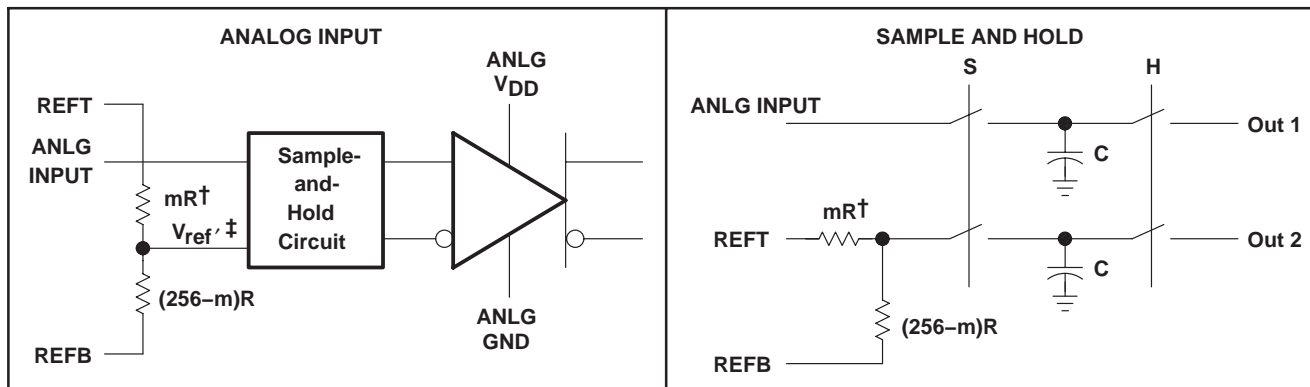 ANALOG INPUT
ANLG
VDD
REFT
ANLG
INPUT
Sample-
and-
Hold
Circuit
mR†
Vref′ ‡
(256–m)R
ANLG
GND
REFB
SAMPLE AND HOLD
S
H
ANLG INPUT
Out 1
C
mR†
REFT
Out 2
C
(256–m)R
REFB